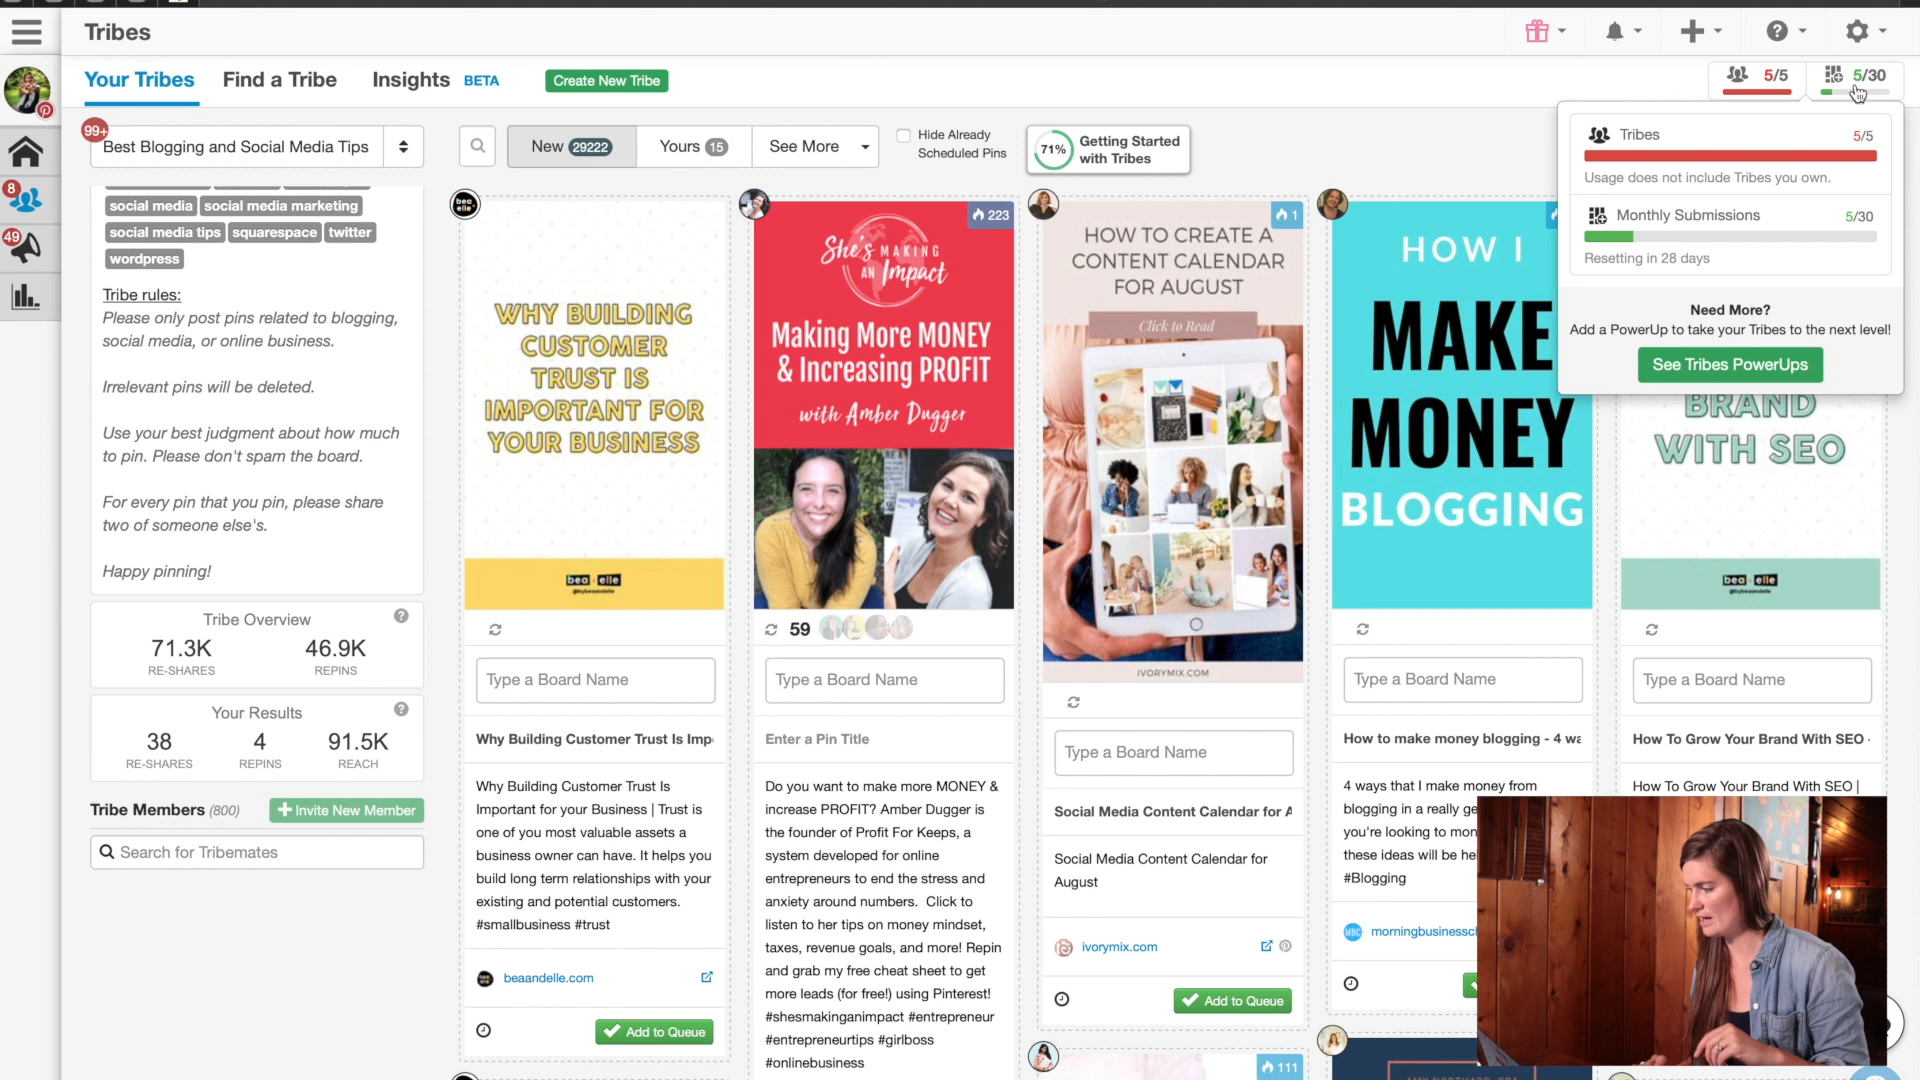 Tribes
Your Tribes
Find a Tribe
Insights BETA
Create New Tribe
5/5
5/30
99+
Best Blogging and Social Media Tips
New 29222
Yours 15
See More
Hide Already
Scheduled Pins
71%
Getting Started
with Tribes
Tribes 5/5
Usage does not include Tribes you own.
Monthly Submissions 5/30
Resetting in 28 days
Need More?
Add a PowerUp to take your Tribes to the next level!
See Tribes PowerUps
8
49
social media
social media marketing
social media tips
squarespace
twitter
wordpress
Tribe rules:
Please only post pins related to blogging,
social media, or online business.
Irrelevant pins will be deleted.
Use your best judgment about how much
to pin. Please don't spam the board.
For every pin that you pin, please share
two of someone else's.
Happy pinning!
Tribe Overview
71.3K
46.9K
RE-SHARES
REPINS
Your Results
38
4
91.5K
RE-SHARES
REPINS
REACH
Tribe Members (800)
Invite New Member
Search for Tribemates
bea
elle
WHY BUILDING
CUSTOMER
TRUST IS
IMPORTANT FOR
YOUR BUSINESS
bea elle
@bybeaandelle
Type a Board Name
Why Building Customer Trust Is Imp
Why Building Customer Trust Is
Important for your Business | Trust is
one of you most valuable assets a
business owner can have. It helps you
build long term relationships with your
existing and potential customers.
#smallbusiness #trust
beaandelle.com
Add to Queue
223
She's MAKING
AN Impact
Making More MONEY
& Increasing PROFIT
with Amber Dugger
59
Type a Board Name
Enter a Pin Title
Do you want to make more MONEY &
increase PROFIT? Amber Dugger is
the founder of Profit For Keeps, a
system developed for online
entrepreneurs to end the stress and
anxiety around numbers. Click to
listen to her tips on money mindset,
taxes, revenue goals, and more! Repin
and grab my free cheat sheet to get
more leads (for free!) using Pinterest!
#shesmakinganimpact #entrepreneur
#entrepreneurtips #girlboss
#onlinebusiness
1
HOW TO CREATE A
CONTENT CALENDAR
FOR AUGUST
Click to Read
IVORYMIX.COM
Type a Board Name
Social Media Content Calendar for A
Social Media Content Calendar for
August
ivorymix.com
Add to Queue
111
HOW I
MAKE
MONEY
BLOGGING
Type a Board Name
How to make money blogging - 4 wa
4 ways that I make money from
blogging in a really ge
you're looking to mon
these ideas will be he
#Blogging
MBC
morningbusinesscl
BRAND
WITH SEO
bea elle
@bybeaandelle
Type a Board Name
How To Grow Your Brand With SEO -
How To Grow Your Brand With SEO |